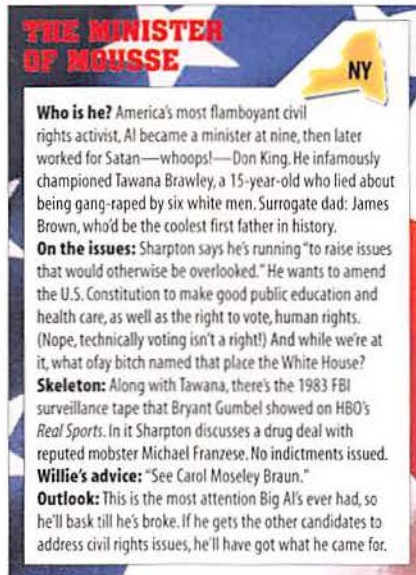 THE MINISTER
OF MOUSSE
NY
Who is he? America's most flamboyant civil
rights activist, Al became a minister at nine, then later
worked for Satan—whoops!—Don King. He infamously
championed Tawana Brawley, a 15-year-old who lied about
being gang-raped by six white men. Surrogate dad: James
Brown, who'd be the coolest first father in history.
On the issues: Sharpton says he's running "to raise issues
that would otherwise be overlooked." He wants to amend
the U.S. Constitution to make good public education and
health care, as well as the right to vote, human rights.
(Nope, technically voting isn't a right!) And while we're at
it, what ofay bitch named that place the White House?
Skeleton: Along with Tawana, there's the 1983 FBI
surveillance tape that Bryant Gumbel showed on HBO's
Real Sports. In it Sharpton discusses a drug deal with
reputed mobster Michael Franzese. No indictments issued.
Willie's advice: "See Carol Moseley Braun."
Outlook: This is the most attention Big Al's ever had, so
he'll bask till he's broke. If he gets the other candidates to
address civil rights issues, he'll have got what he came for.